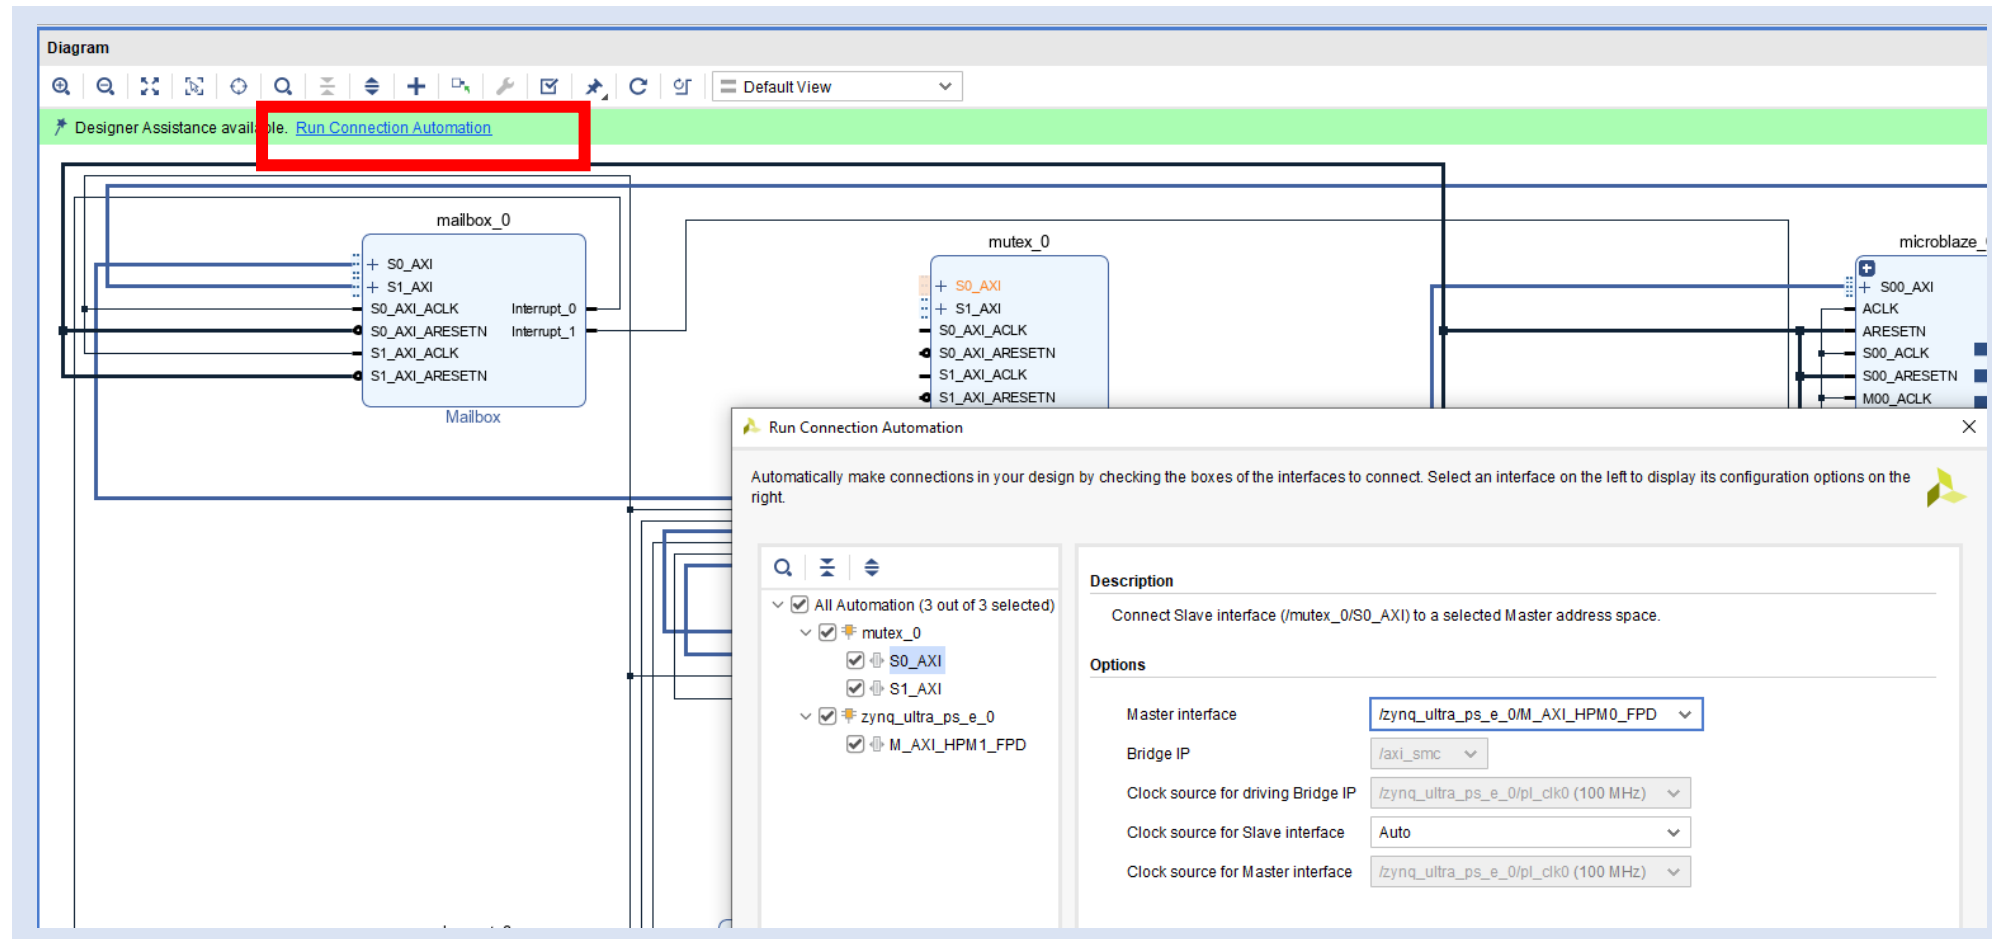 Diagram
Default View
Designer Assistance available. Run Connection Automation
mailbox_0
S0_AXI
S1_AXI
S0_AXI_ACLK Interrupt_0
S0_AXI_ARESETN Interrupt_1
S1_AXI_ACLK
S1_AXI_ARESETN
Mailbox
mutex_0
S0_AXI
S1_AXI
S0_AXI_ACLK
S0_AXI_ARESETN
S1_AXI_ACLK
S1_AXI_ARESETN
microblaze_
S00_AXI
ACLK
ARESETN
S00_ACLK
S00_ARESETN
M00_ACLK
Run Connection Automation
Automatically make connections in your design by checking the boxes of the interfaces to connect. Select an interface on the left to display its configuration options on the
right.
All Automation (3 out of 3 selected)
mutex_0
S0_AXI
S1_AXI
zynq_ultra_ps_e_0
M_AXI_HPM1_FPD
Description
Connect Slave interface (/mutex_0/S0_AXI) to a selected Master address space.
Options
Master interface /zynq_ultra_ps_e_0/M_AXI_HPM0_FPD
Bridge IP /axi_smc
Clock source for driving Bridge IP /zynq_ultra_ps_e_0/pl_clk0 (100 MHz)
Clock source for Slave interface Auto
Clock source for Master interface /zynq_ultra_ps_e_0/pl_clk0 (100 MHz)